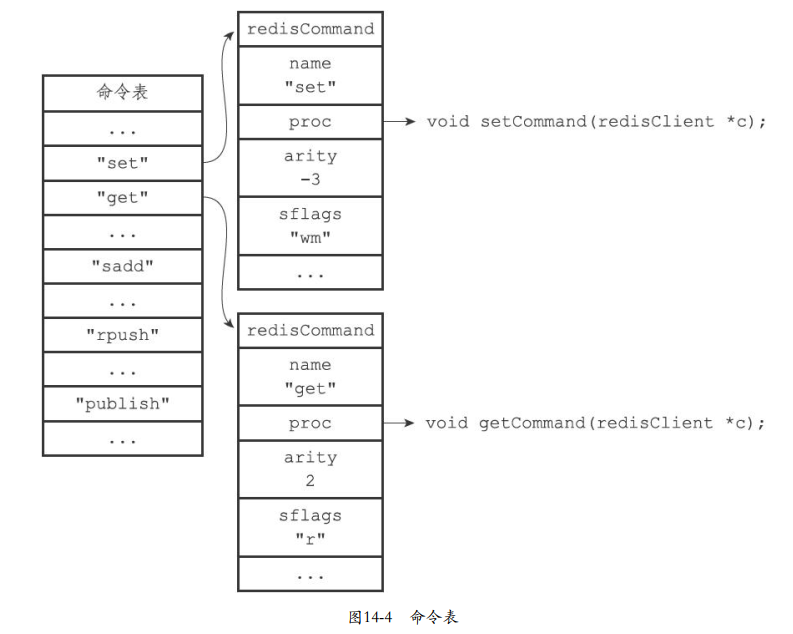 命令表
...
"set"
"get"
...
"sadd"
...
"rpush"
...
"publish"
...
redisCommand
name
"set"
proc
arity
-3
sflags
"wm"
...
void setCommand(redisClient *c);
redisCommand
name
"get"
proc
arity
2
sflags
"r"
...
void getCommand(redisClient *c);
图14-4 命令表